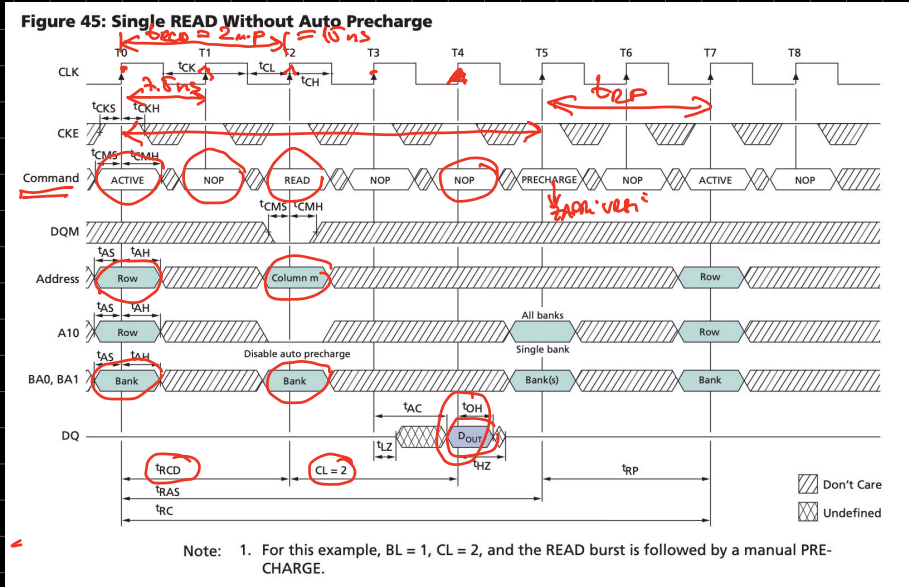 Figure 45: Single READ Without Auto Precharge
tRCD = 2 m.p = 15 ns
T0 T1 T2 T3 T4 T5 T6 T7 T8
CLK
tCK tCL tCH
7.5 ns
tRP
tCKS tCKH
CKE
tCMS tCMH
Command ACTIVE NOP READ NOP NOP PRECHARGE NOP ACTIVE NOP
tCMS tCMH
DQM
tAS tAH
Address Row Column m Row
tAS tAH
All banks
A10 Row Row
Disable auto precharge
Single bank
tAS tAH
BA0, BA1 Bank Bank Bank(s) Bank
tAC tOH
DQ DOUT
tLZ tHZ
tRCD CL = 2 tRP
tRAS
tRC
Don't Care
Undefined
Note: 1. For this example, BL = 1, CL = 2, and the READ burst is followed by a manual PRE-
CHARGE.